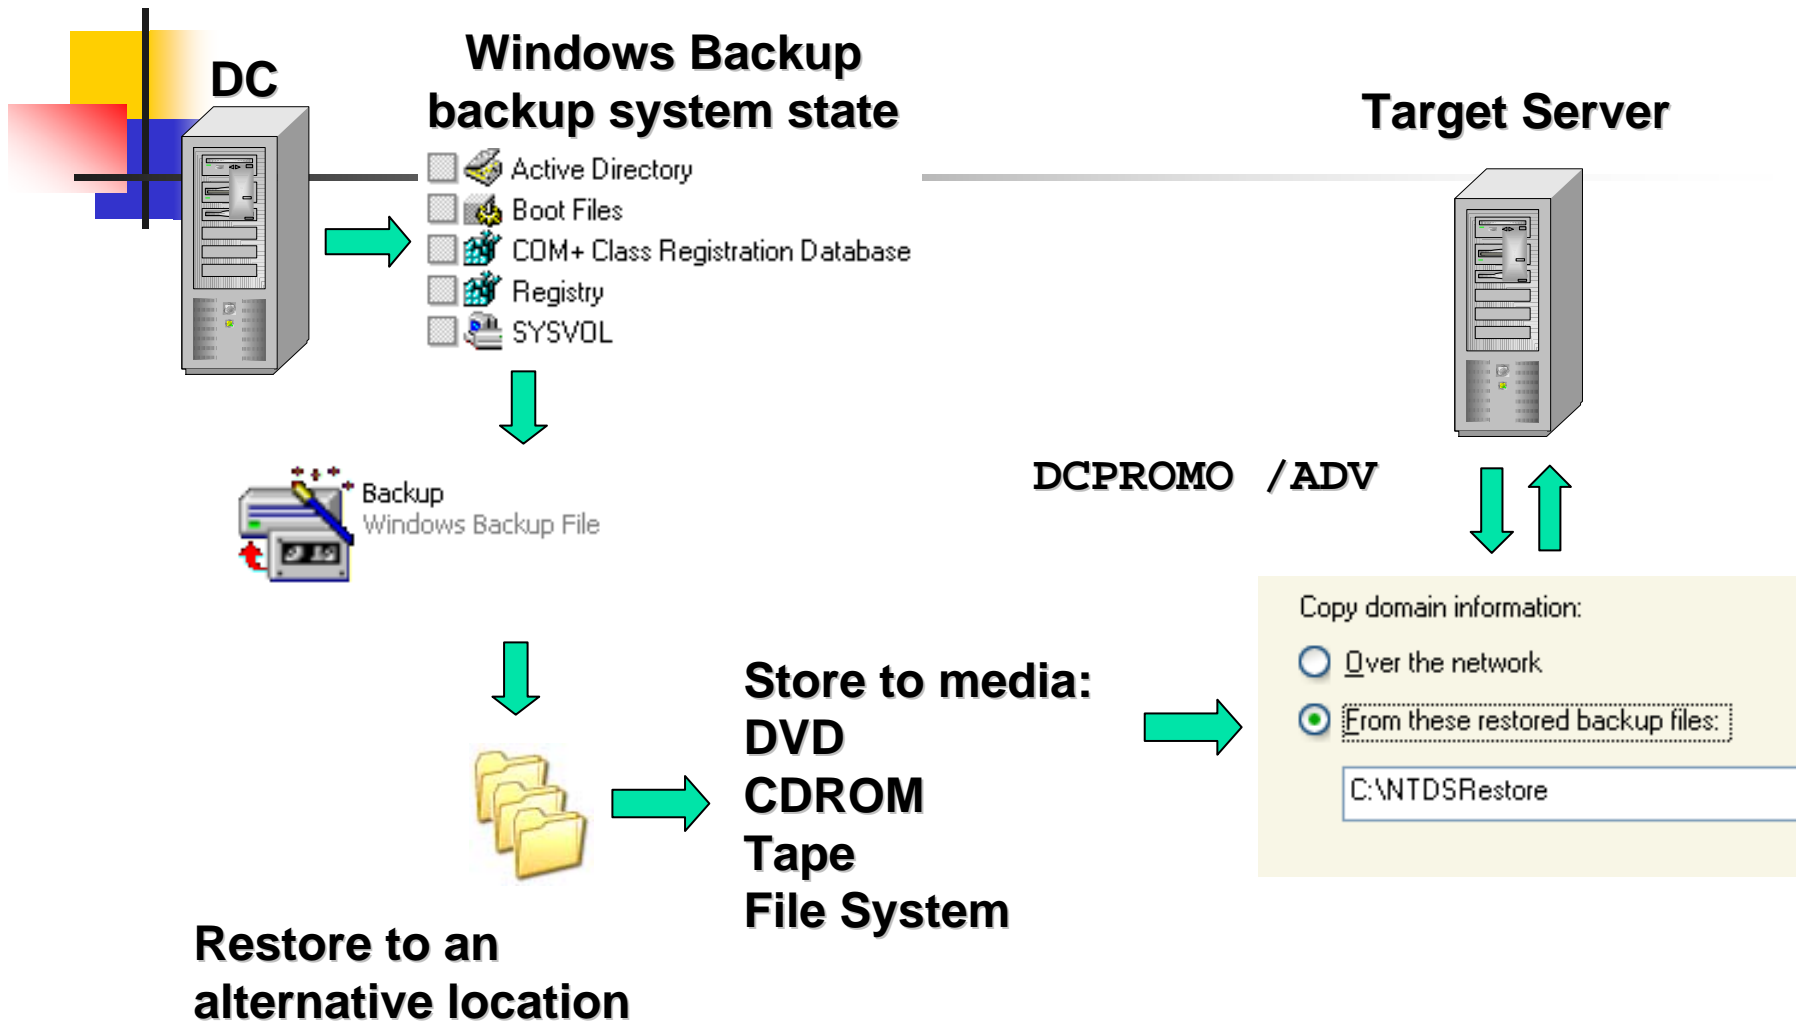 DC
Windows Backup
backup system state
Active Directory
Boot Files
COM+ Class Registration Database
Registry
SYSVOL
Backup
Windows Backup File
Restore to an
alternative location
Store to media:
DVD
CDROM
Tape
File System
Target Server
DCPROMO /ADV
Copy domain information:
Over the network
From these restored backup files:
C:\NTDSRestore